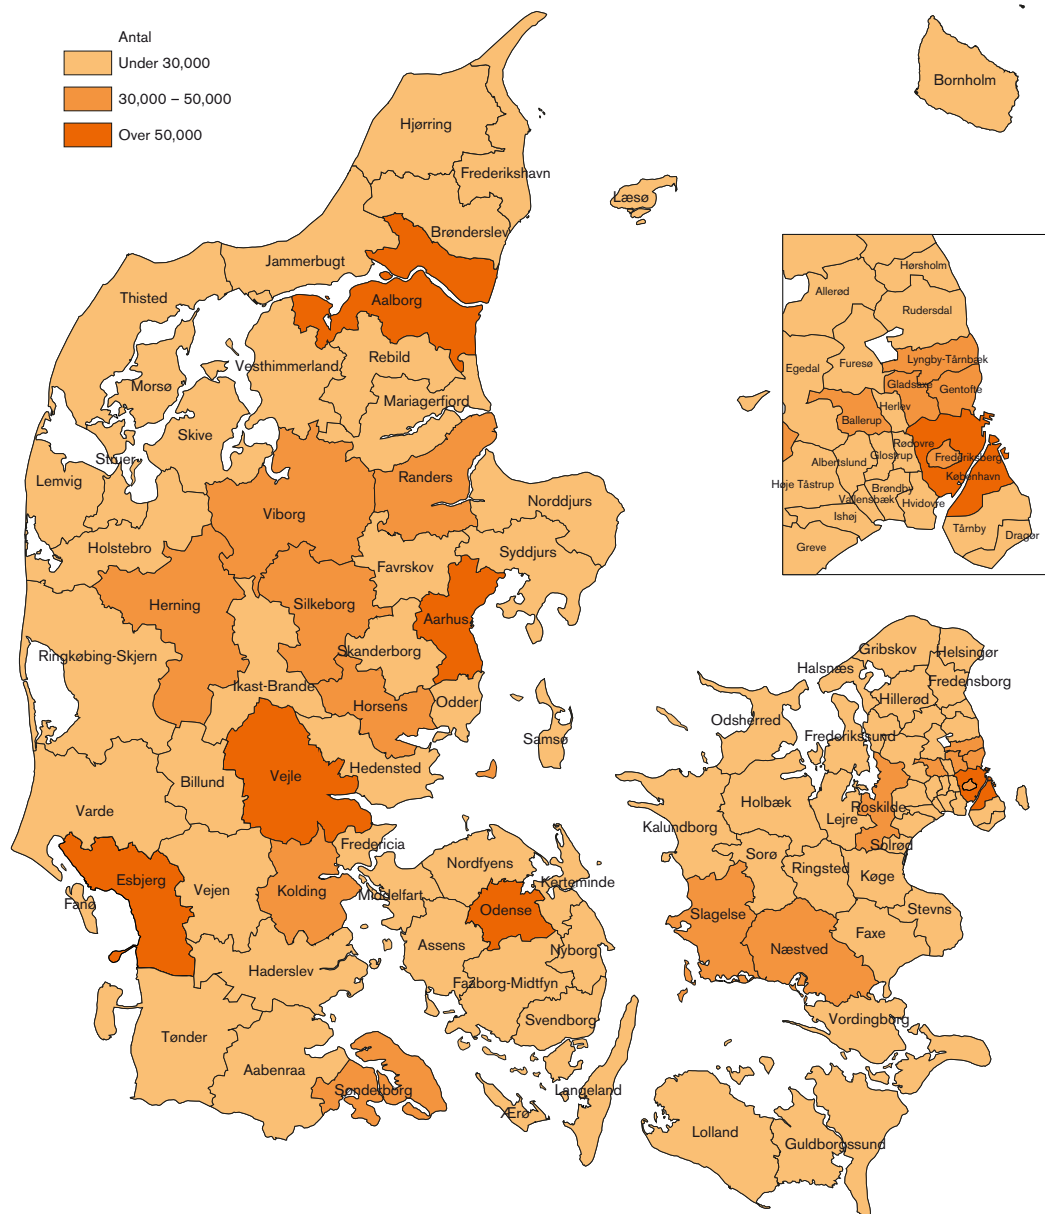 Antal
Under 30,000
30,000 – 50,000
Over 50,000
Bornholm
Hjørring
Frederikshavn
Læsø
Brønderslev
Jammerbugt
Thisted
Aalborg
Vesthimmerland
Rebild
Morsø
Mariagerfjord
Skive
Struer
Lemvig
Randers
Norddjurs
Viborg
Holstebro
Syddjurs
Favrskov
Herning
Silkeborg
Aarhus
Skanderborg
Ringkøbing-Skjern
Ikast-Brande
Odder
Horsens
Samsø
Hedensted
Vejle
Billund
Varde
Fredericia
Esbjerg
Vejen
Kolding
Middelfart
Fanø
Nordfyens
Kerteminde
Odense
Assens
Nyborg
Haderslev
Faaborg-Midtfyn
Svendborg
Tønder
Aabenraa
Sønderborg
Langeland
Ærø
Hørsholm
Allerød
Rudersdal
Lyngby-Tårnbæk
Furesø
Egedal
Gladsaxe
Gentofte
Herlev
Ballerup
Rødovre
Glostrup
Frederiksberg
Albertslund
København
Høje Tåstrup
Brøndby
Vallensbæk
Hvidovre
Ishøj
Tårnby
Dragør
Greve
Gribskov
Helsingør
Halsnæs
Fredensborg
Hillerød
Odsherred
Frederikssund
Holbæk
Roskilde
Lejre
Kalundborg
Solrød
Sorø
Ringsted
Køge
Stevns
Slagelse
Faxe
Næstved
Vordingborg
Lolland
Guldborgssund